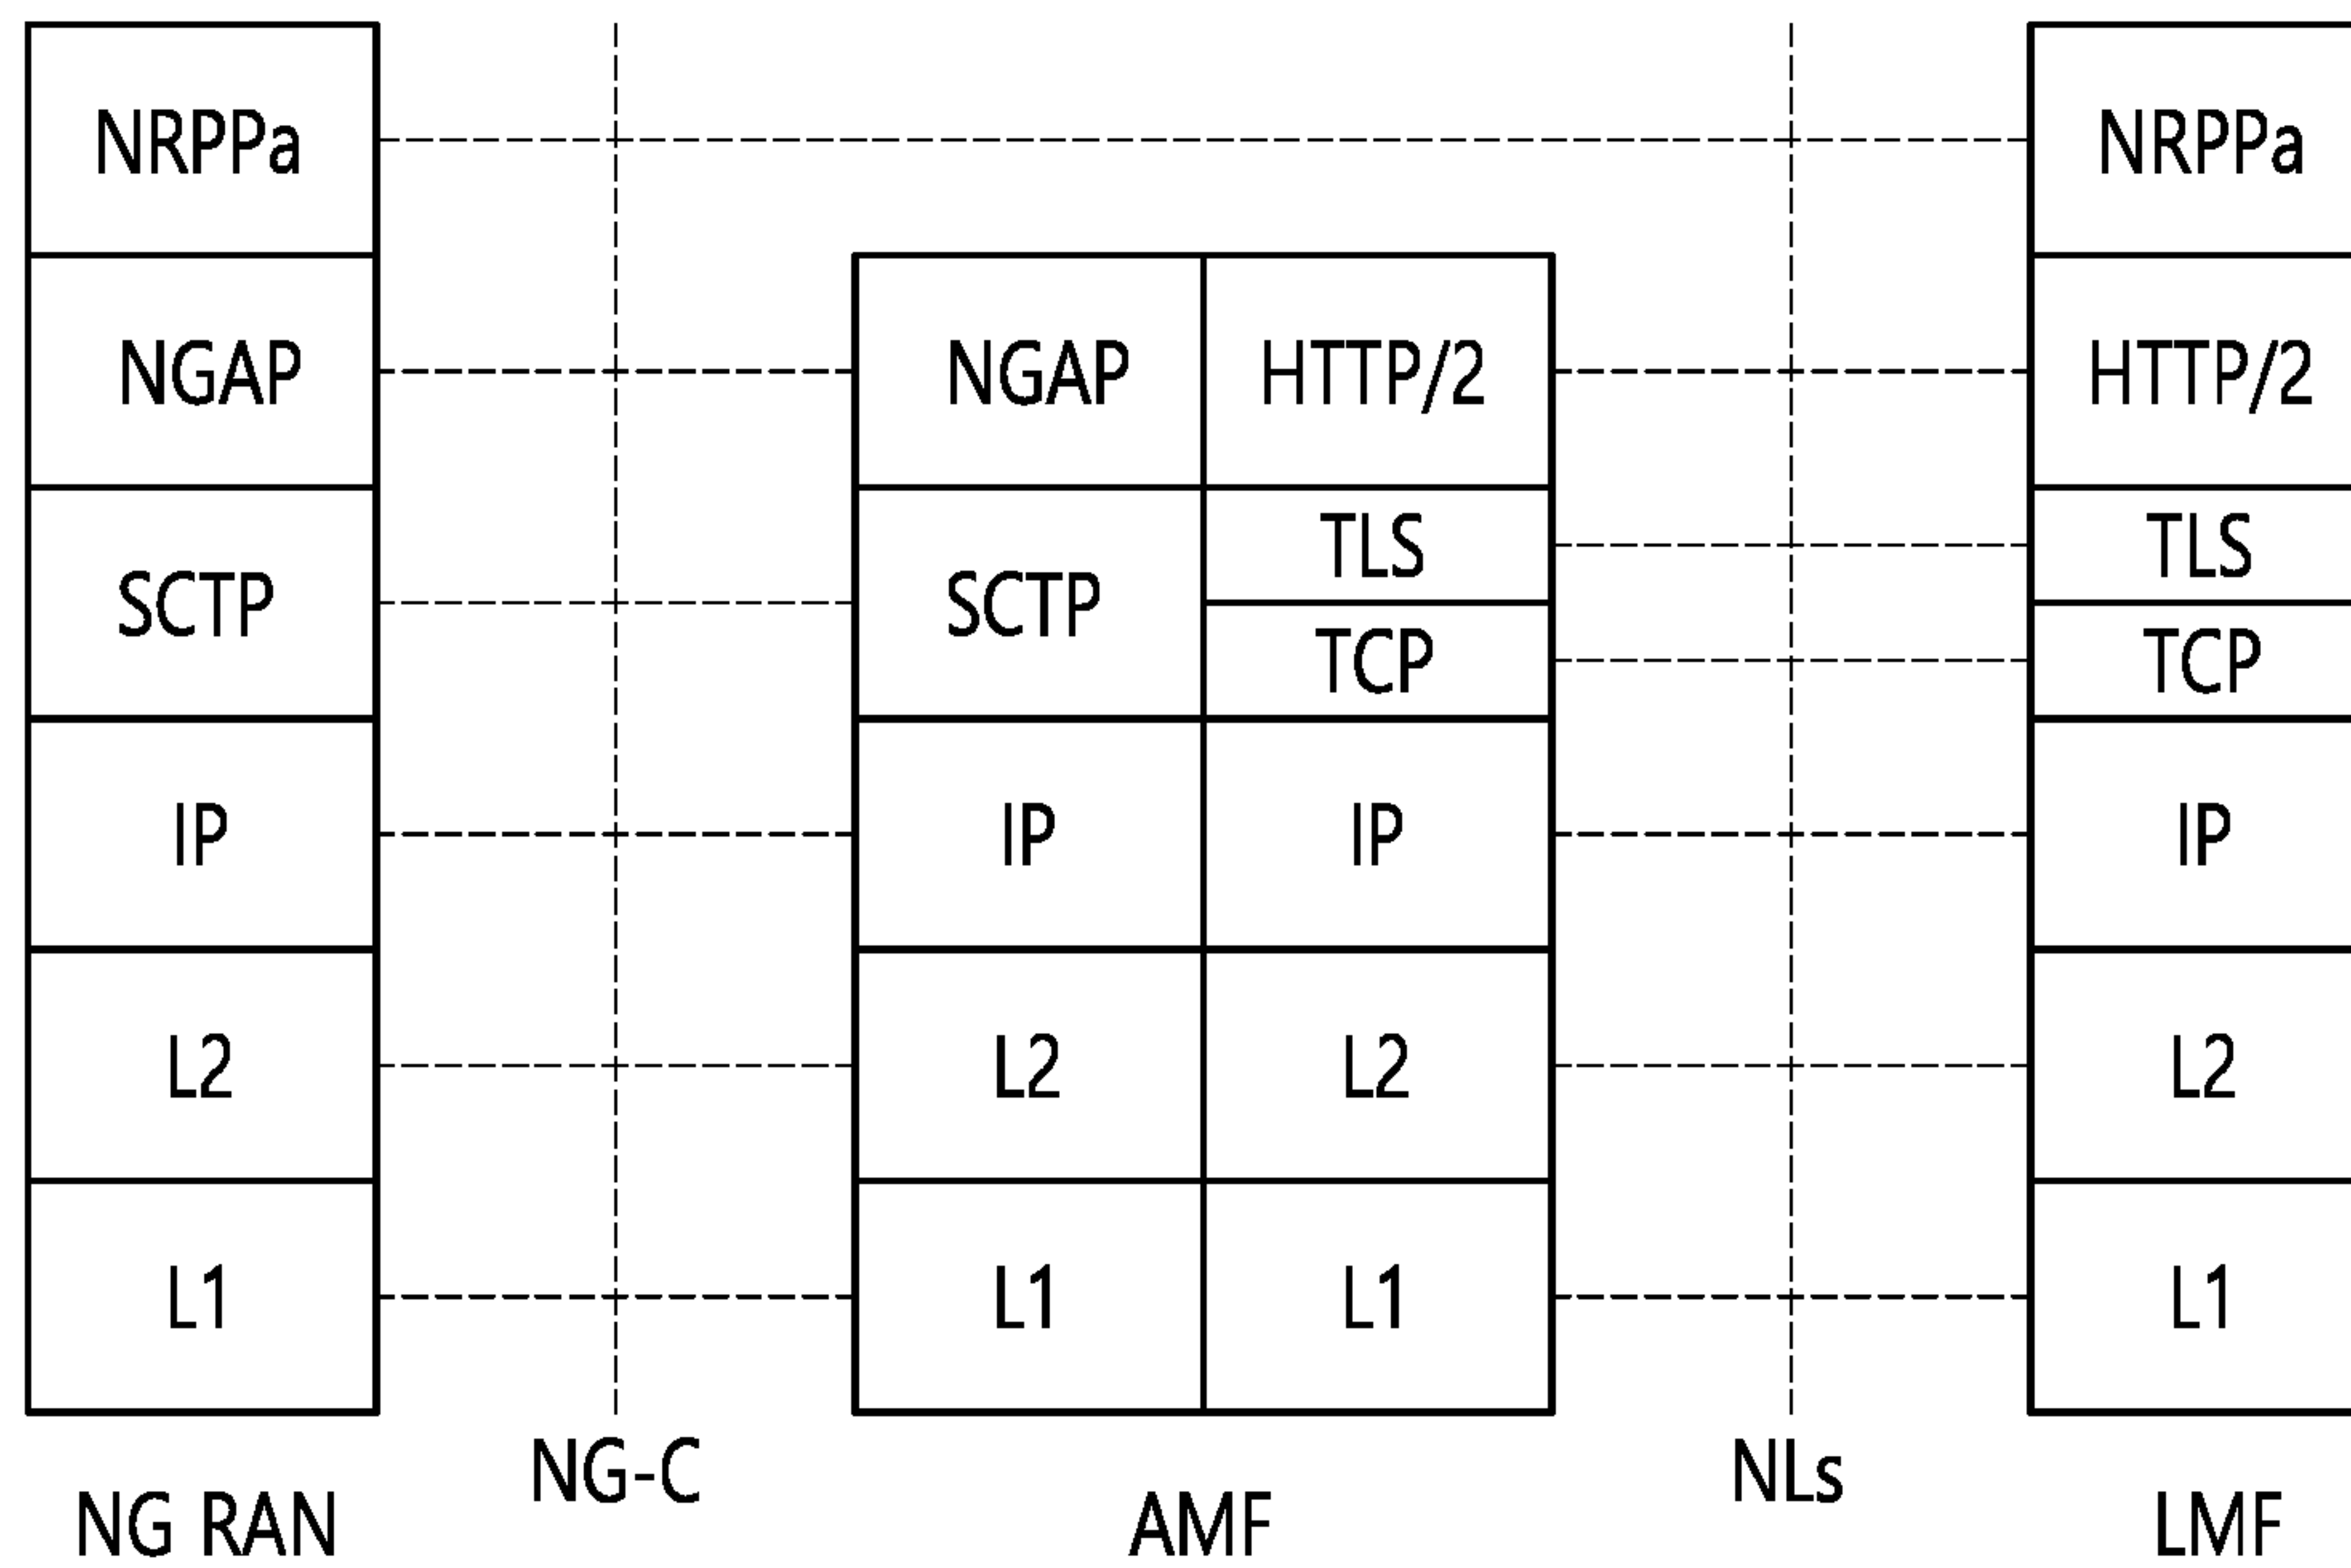 NRPPa NRPPa
NGAP NGAP HTTP/2 HTTP/2
SCTP SCTP TLS TLS
TCP TCP
IP IP IP IP
L2 L2 L2 L2
L1 L1 L1 L1
NG-C NLs
NG RAN AMF LMF